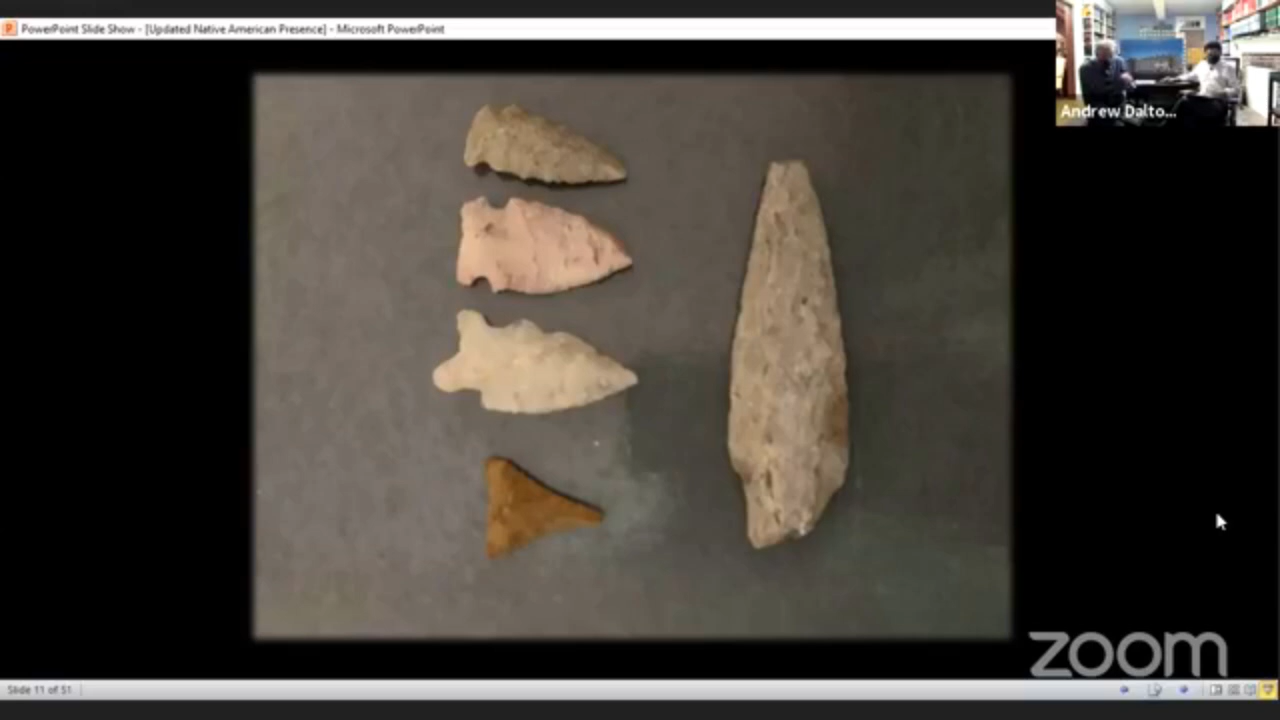 PowerPoint Slide Show - [Updated Native American Presence] - Microsoft PowerPoint
Andrew Dalto...
zoom
Slide 11 of 51